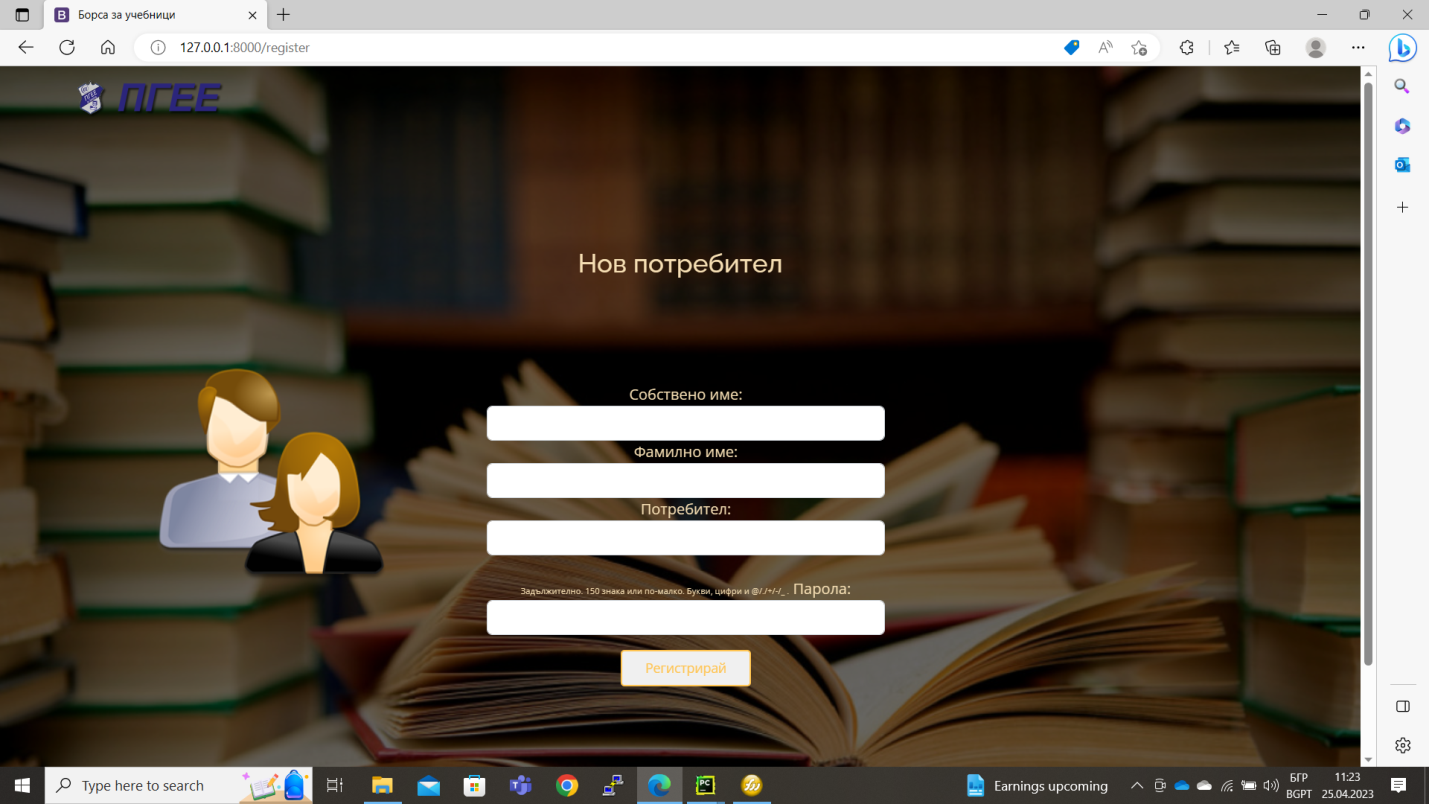 Борса за учебници
127.0.0.1:8000/register
ПГЕЕ
Нов потребител
Собствено име:
Фамилно име:
Потребител:
Задължително. 150 знака или по-малко. Букви, цифри и @/./+/-/_ . Парола:
Регистрирай
Type here to search
Earnings upcoming
БГР
BGPT
11:23
25.04.2023